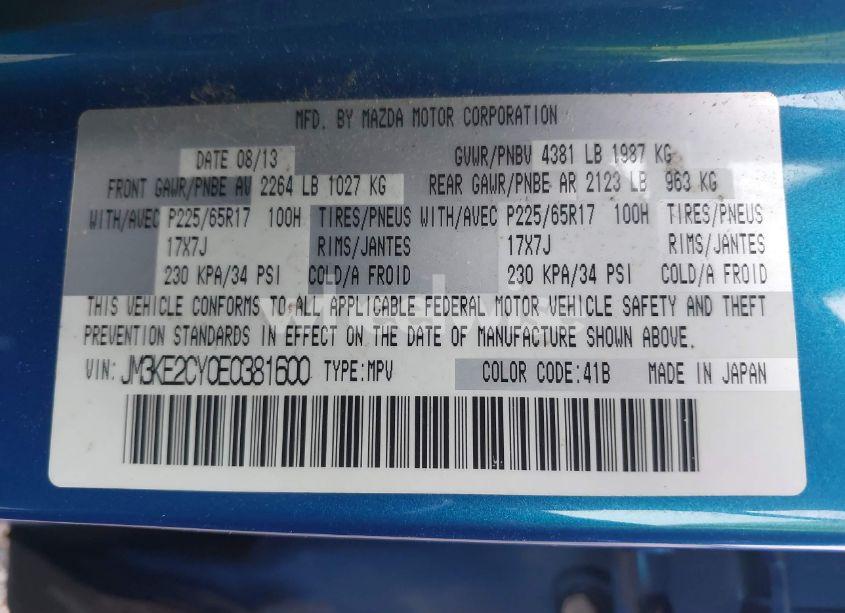 MFD. BY MAZDA MOTOR CORPORATION
DATE 08/13 GVWR/PNBV 4381 LB 1987 KG
FRONT GAWR/PNBE AV 2264 LB 1027 KG REAR GAWR/PNBE AR 2123 LB 963 KG
WITH/AVEC P225/65R17 100H TIRES/PNEUS WITH/AVEC P225/65R17 100H TIRES/PNEUS
17X7J RIMS/JANTES 17X7J RIMS/JANTES
230 KPA/34 PSI COLD/A FROID 230 KPA/34 PSI COLD/A FROID
THIS VEHICLE CONFORMS TO ALL APPLICABLE FEDERAL MOTOR VEHICLE SAFETY AND THEFT
PREVENTION STANDARDS IN EFFECT ON THE DATE OF MANUFACTURE SHOWN ABOVE.
VIN: JM3KE2CY0E0381600 TYPE:MPV COLOR CODE:41B MADE IN JAPAN